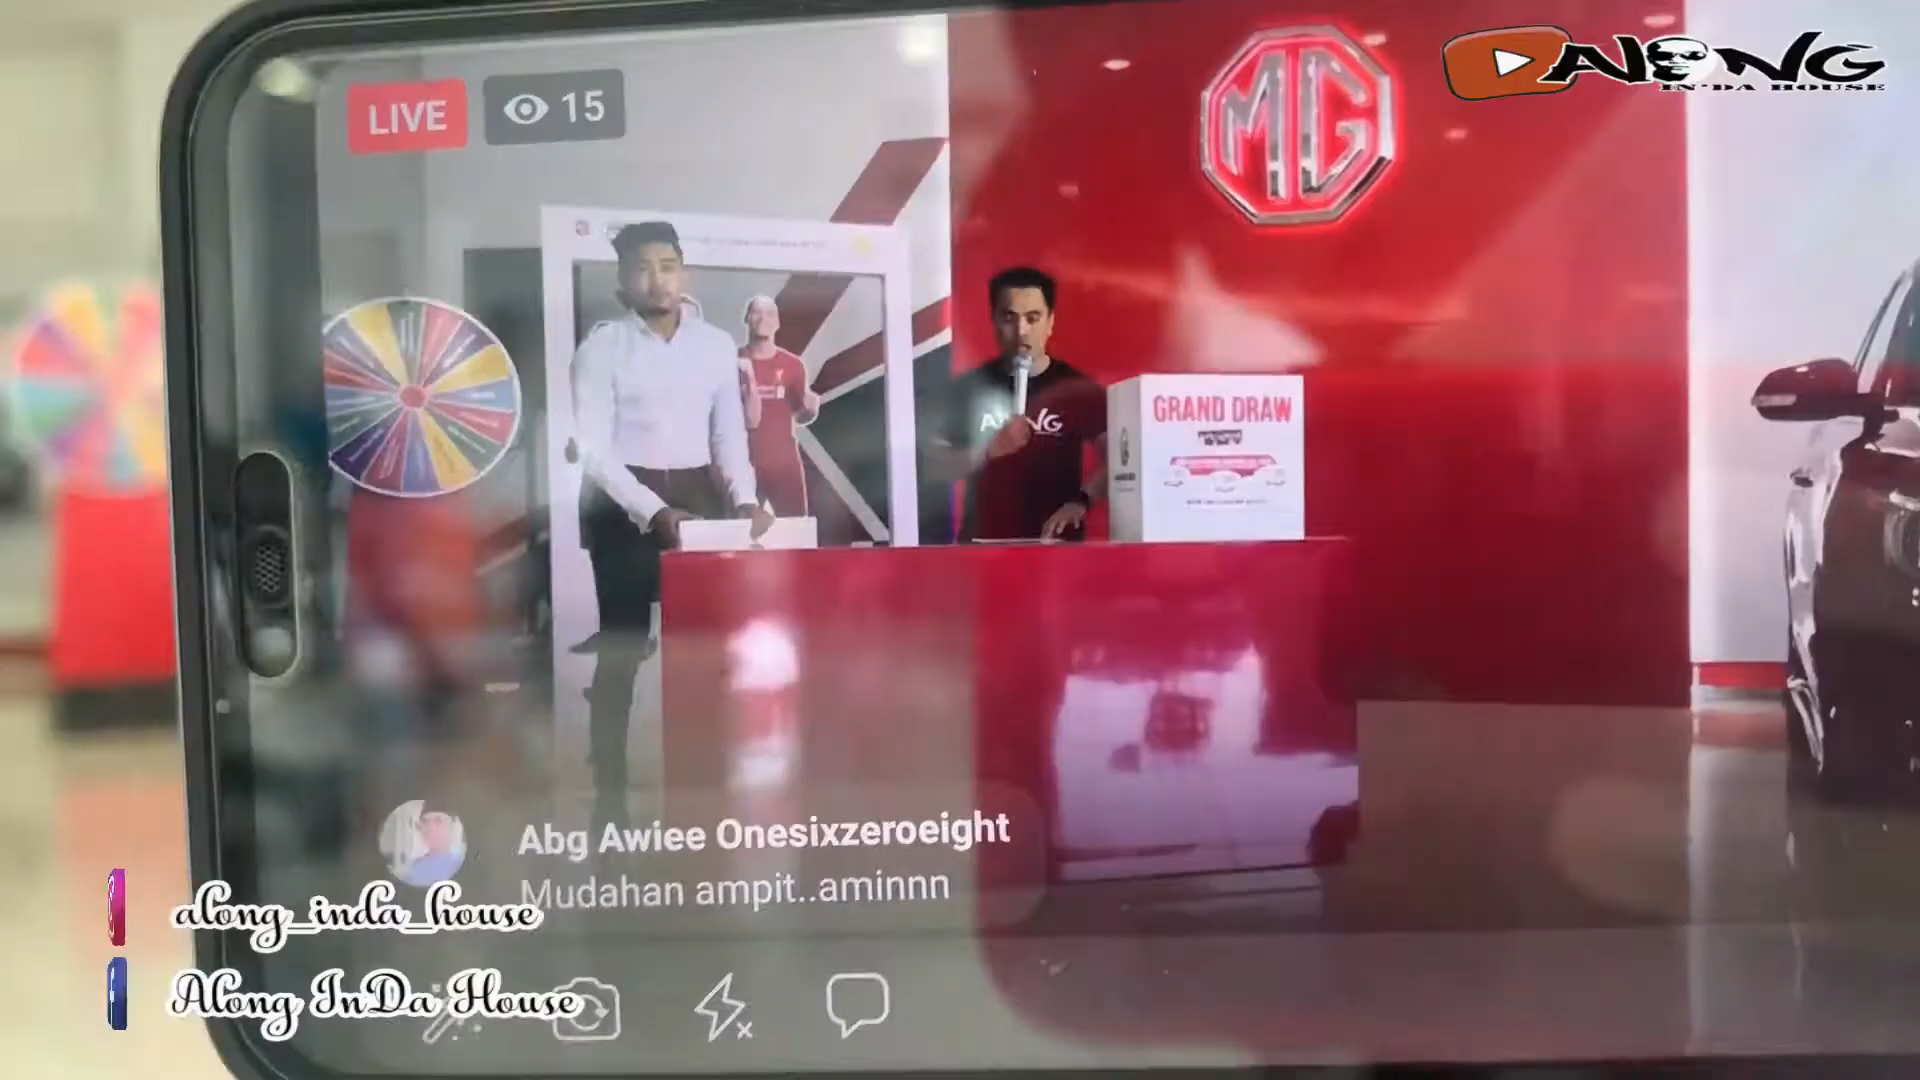 LIVE 15
MG
ALONG
IN'DA HOUSE
ALONG
GRAND DRAW
Abg Awiee Onesixzeroeight
Mudahan ampit..aminnn
along_inda_house
Along InDa House